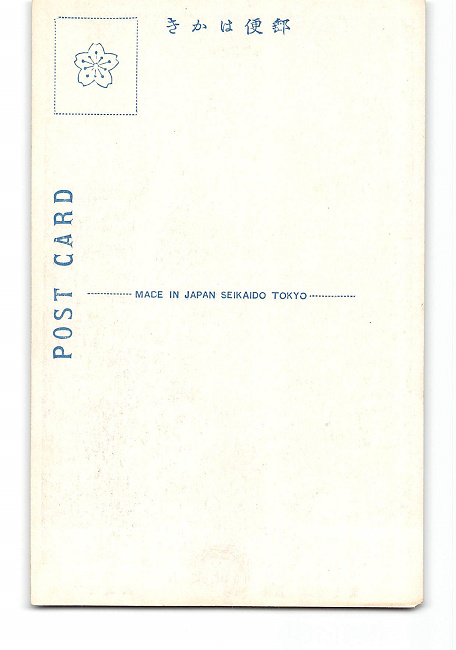 郵便はかき
POST CARD
MACE IN JAPAN SEIKAIDO TOKYO